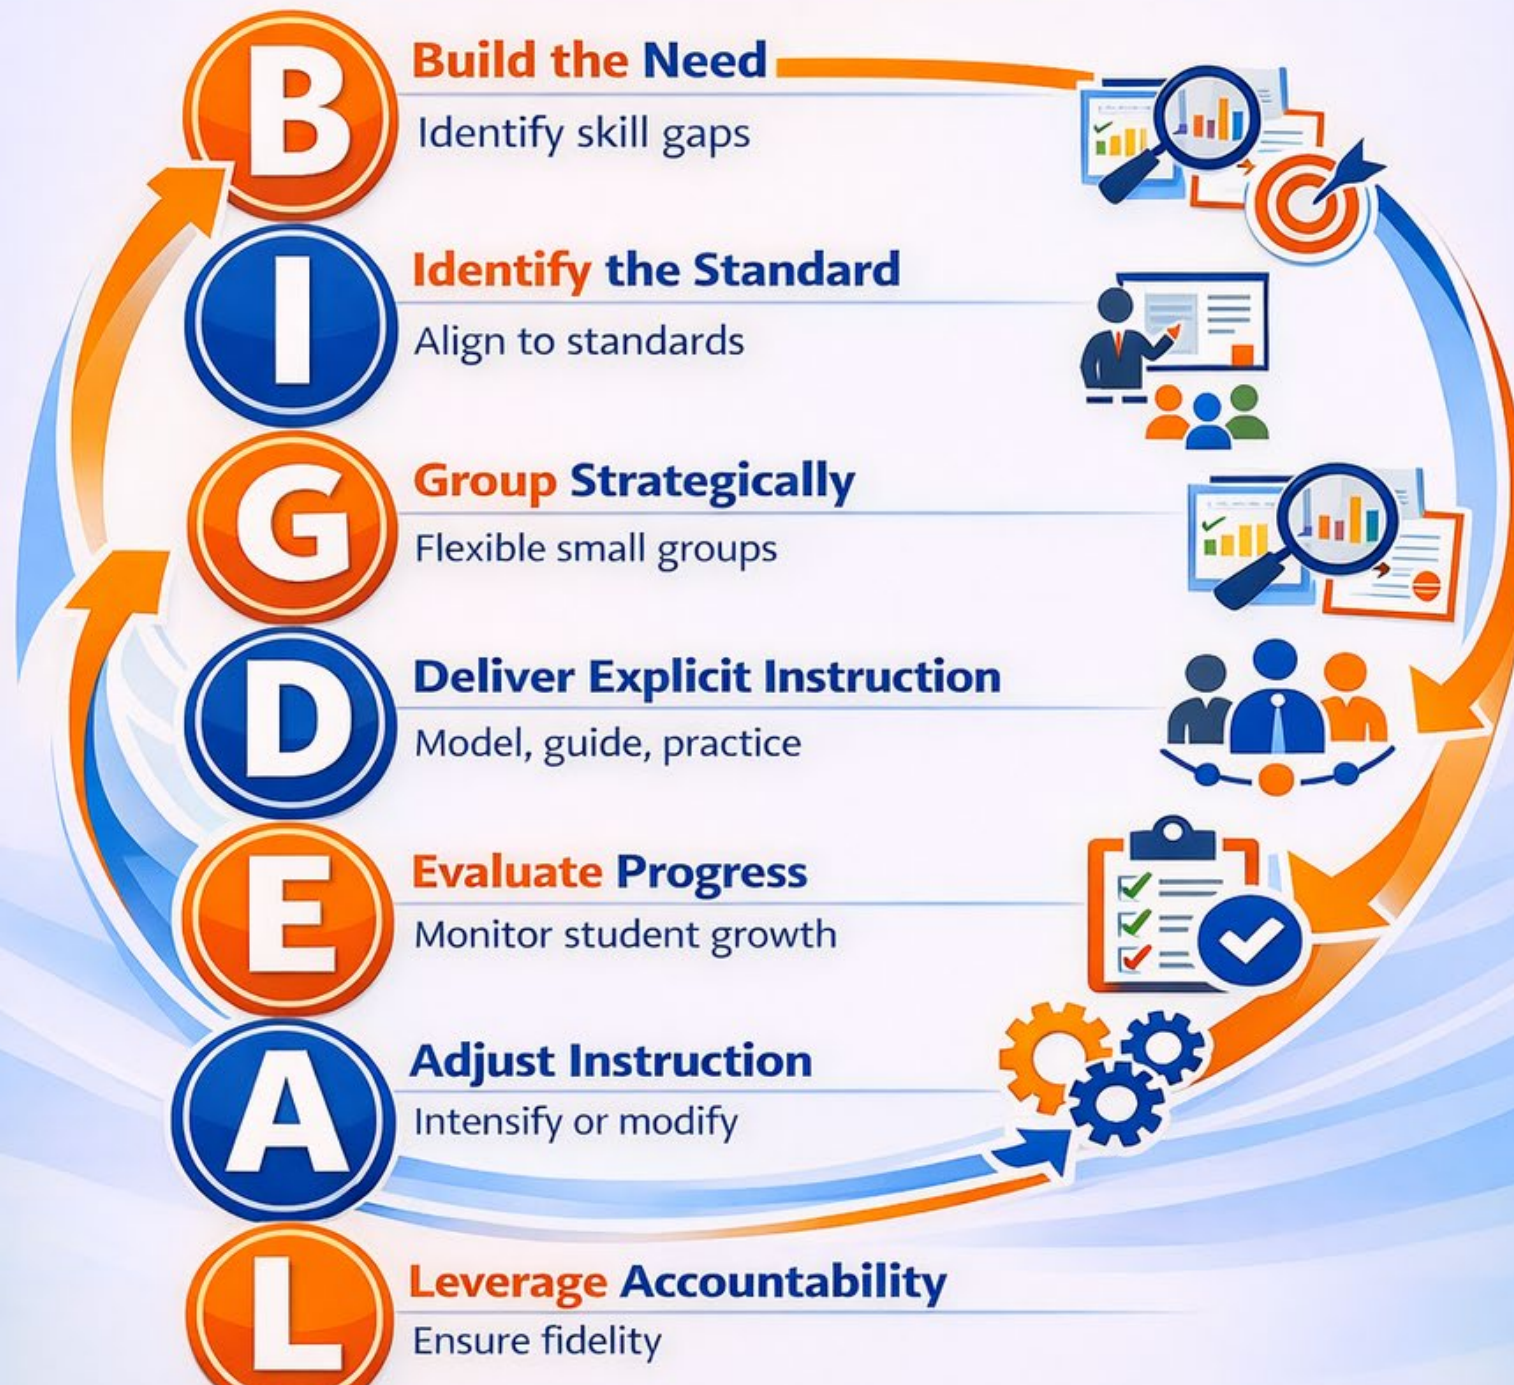 B
Build the Need
Identify skill gaps
I
Identify the Standard
Align to standards
G
Group Strategically
Flexible small groups
D
Deliver Explicit Instruction
Model, guide, practice
E
Evaluate Progress
Monitor student growth
A
Adjust Instruction
Intensify or modify
L
Leverage Accountability
Ensure fidelity